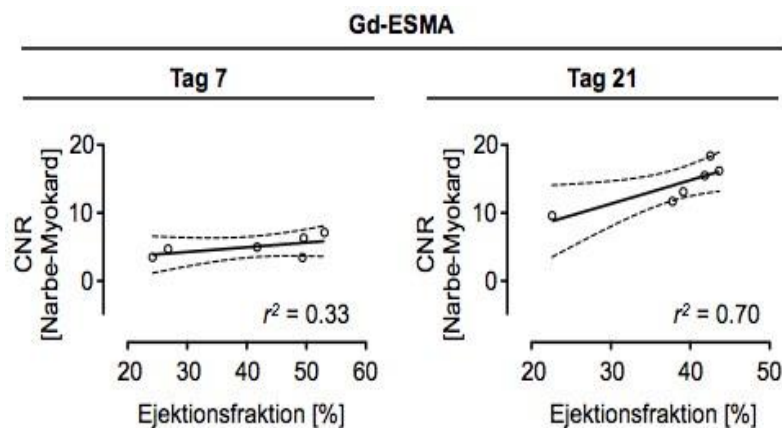 Gd-ESMA
Tag 7
CNR
[Narbe-Myokard]
20
10
0
r² = 0.33
20 30 40 50 60
Ejektionsfraktion [%]
Tag 21
CNR
[Narbe-Myokard]
20
10
0
r² = 0.70
20 30 40 50
Ejektionsfraktion [%]